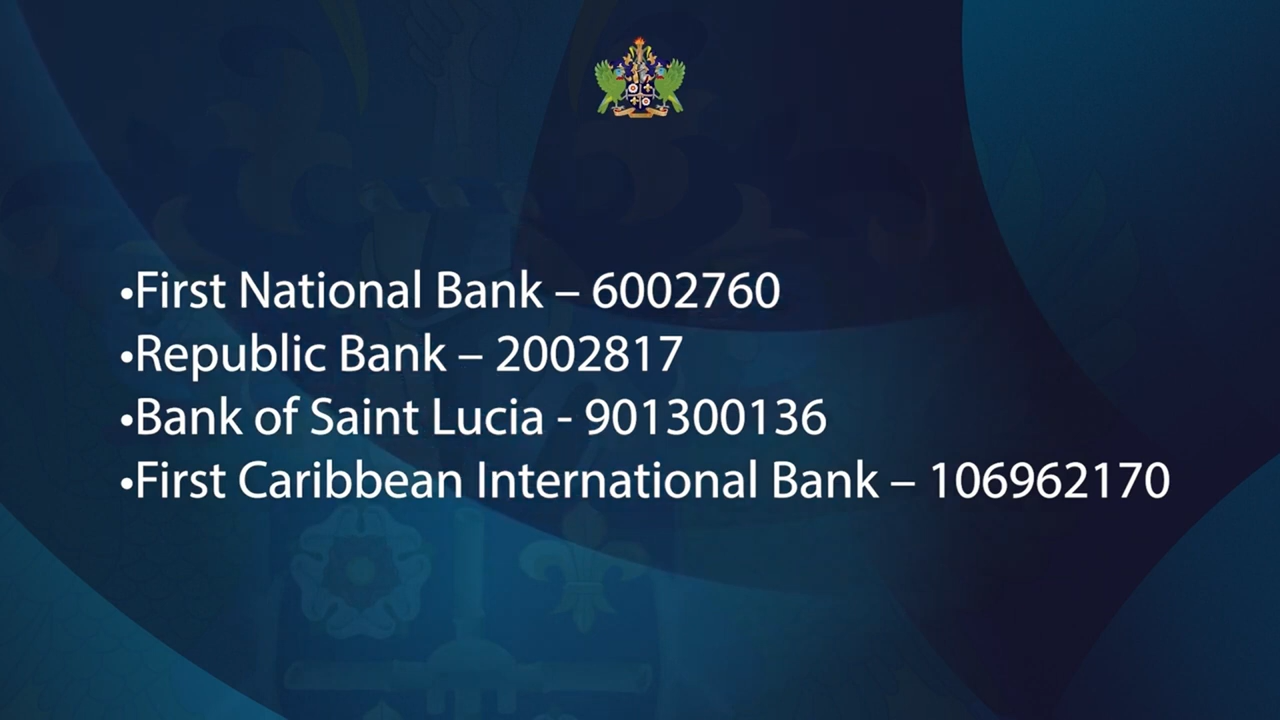 •First National Bank – 6002760
•Republic Bank – 2002817
•Bank of Saint Lucia - 901300136
•First Caribbean International Bank – 106962170